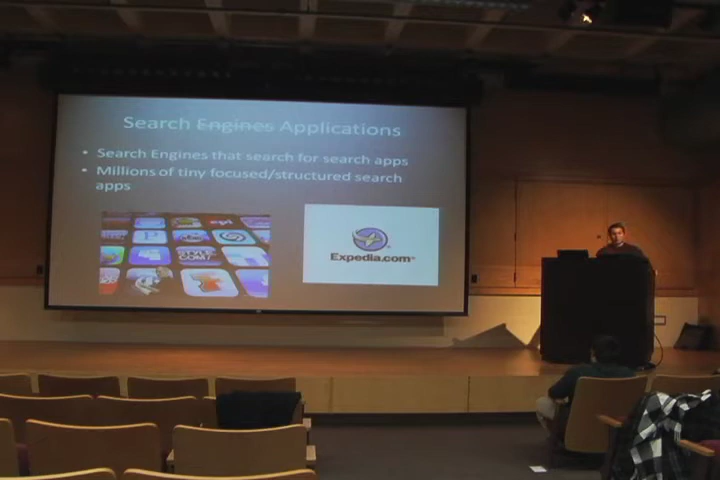 Search Engines Applications
• Search Engines that search for search apps
• Millions of tiny focused/structured search
apps
Expedia.com